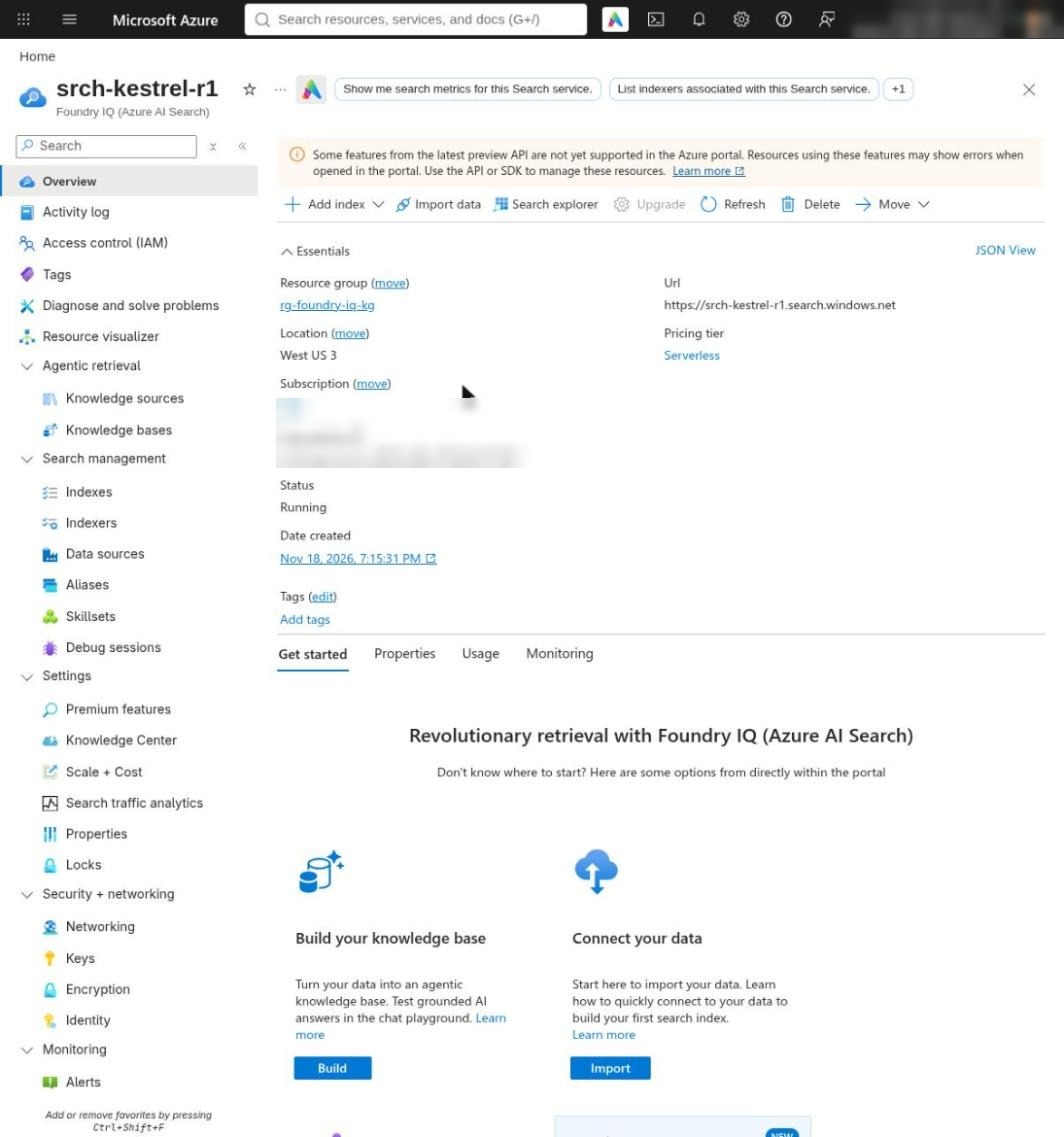 Microsoft Azure
Search resources, services, and docs (G+/)
Home
srch-kestrel-r1
Foundry IQ (Azure AI Search)
Show me search metrics for this Search service.
List indexers associated with this Search service.
+1
Search
Overview
Activity log
Access control (IAM)
Tags
Diagnose and solve problems
Resource visualizer
Agentic retrieval
Knowledge sources
Knowledge bases
Search management
Indexes
Indexers
Data sources
Aliases
Skillsets
Debug sessions
Settings
Premium features
Knowledge Center
Scale + Cost
Search traffic analytics
Properties
Locks
Security + networking
Networking
Keys
Encryption
Identity
Monitoring
Alerts
Add or remove favorites by pressing
Ctrl+Shift+F
Some features from the latest preview API are not yet supported in the Azure portal. Resources using these features may show errors when
opened in the portal. Use the API or SDK to manage these resources. Learn more
Add index
Import data
Search explorer
Upgrade
Refresh
Delete
Move
Essentials
JSON View
Resource group (move)
rg-foundry-iq-kg
Location (move)
West US 3
Subscription (move)
Status
Running
Date created
Nov 18, 2026, 7:15:31 PM
Url
https://srch-kestrel-r1.search.windows.net
Pricing tier
Serverless
Tags (edit)
Add tags
Get started
Properties
Usage
Monitoring
Revolutionary retrieval with Foundry IQ (Azure AI Search)
Don't know where to start? Here are some options from directly within the portal
Build your knowledge base
Turn your data into an agentic
knowledge base. Test grounded AI
answers in the chat playground. Learn
more
Build
Connect your data
Start here to import your data. Learn
how to quickly connect to your data to
build your first search index.
Learn more
Import
NEW